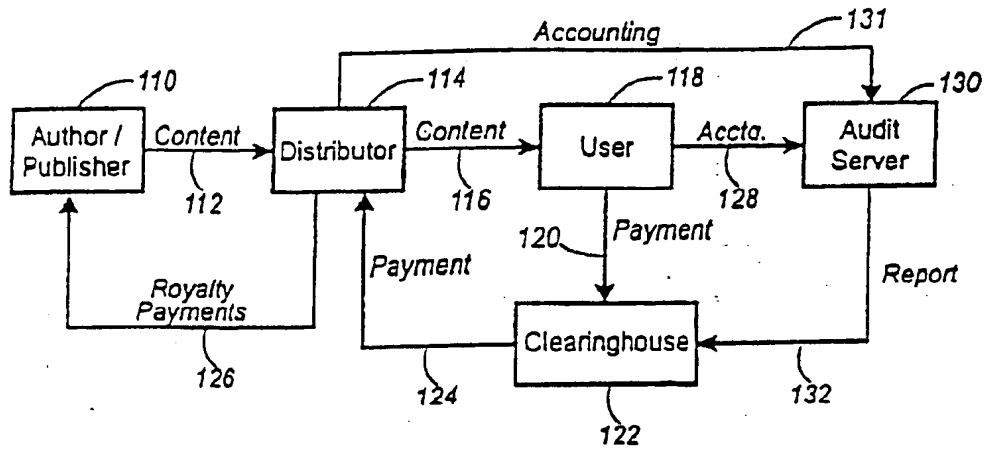 Accounting
131
110
114
118
130
Author /
Publisher
Content
112
Distributor
Content
116
User
Accta.
128
Audit
Server
120
Payment
Payment
Report
Royalty
Payments
126
124
Clearinghouse
122
132